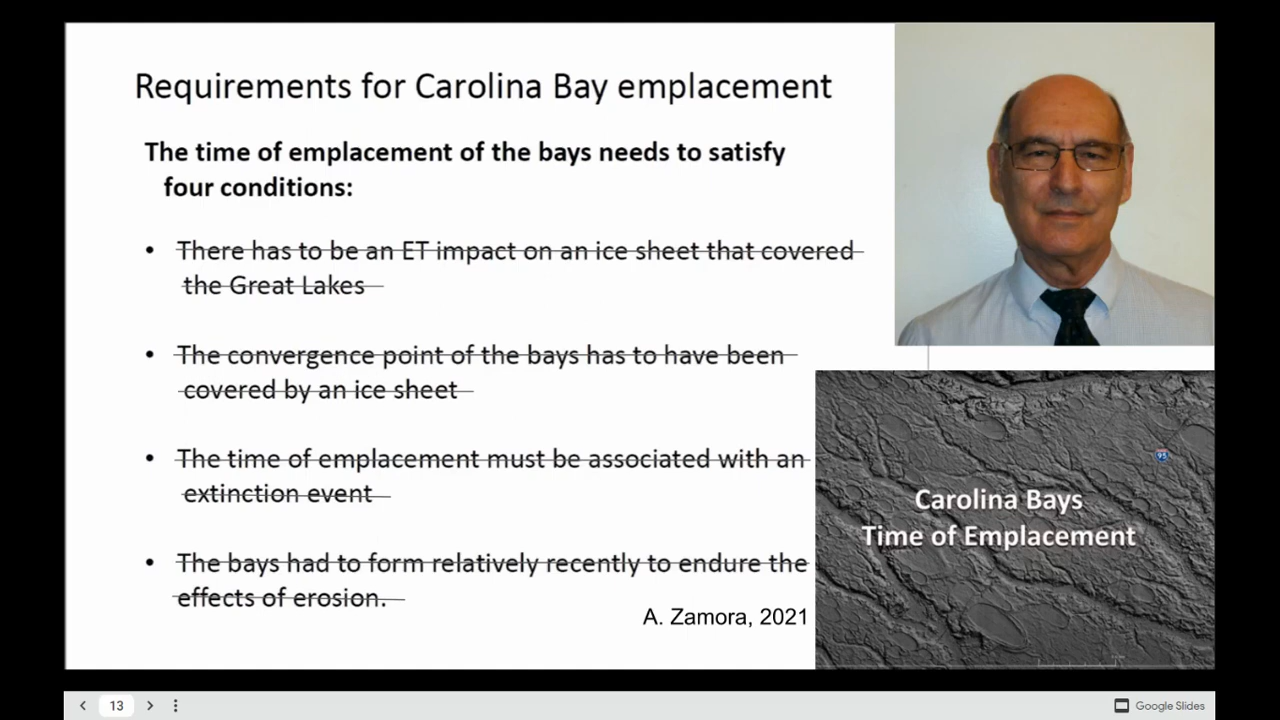 Requirements for Carolina Bay emplacement
The time of emplacement of the bays needs to satisfy
four conditions:
• There has to be an ET impact on an ice sheet that covered
the Great Lakes
• The convergence point of the bays has to have been
covered by an ice sheet
• The time of emplacement must be associated with an
extinction event
• The bays had to form relatively recently to endure the
effects of erosion.
A. Zamora, 2021
95
Carolina Bays
Time of Emplacement
13
Google Slides